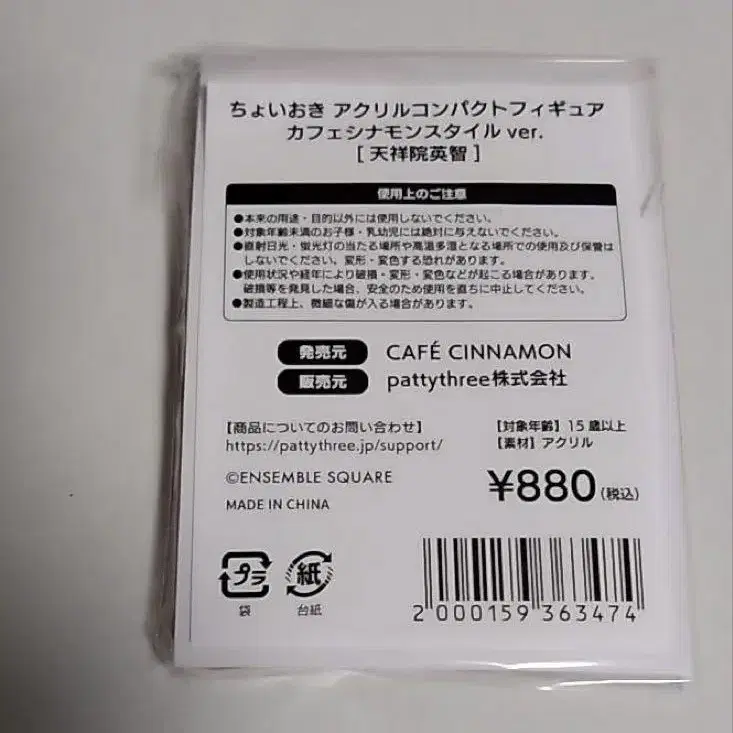 ちょいおき アクリルコンパクトフィギュア
カフェシナモンスタイル ver.
[ 天祥院英智 ]
使用上のご注意
●本来の用途・目的以外には使用しないでください。
●対象年齢未満のお子様・乳幼児には絶対に与えないでください。
●直射日光・蛍光灯の当たる場所や高温多湿となる場所での使用及び保管は
しないでください。変形・変色する恐れがあります。
●使用状況や経年により破損・変形・変色などが起こる場合があります。
破損等を発見した場合、安全のため使用を直ちに中止してください。
●製造工程上、微細な傷が入る場合があります。
発売元 CAFÉ CINNAMON
販売元 pattythree株式会社
【商品についてのお問い合わせ】
https://pattythree.jp/support/
【対象年齢】15歳以上
【素材】アクリル
©ENSEMBLE SQUARE
MADE IN CHINA
¥880(税込)
プラ
袋
紙
台紙
2 000159 363474